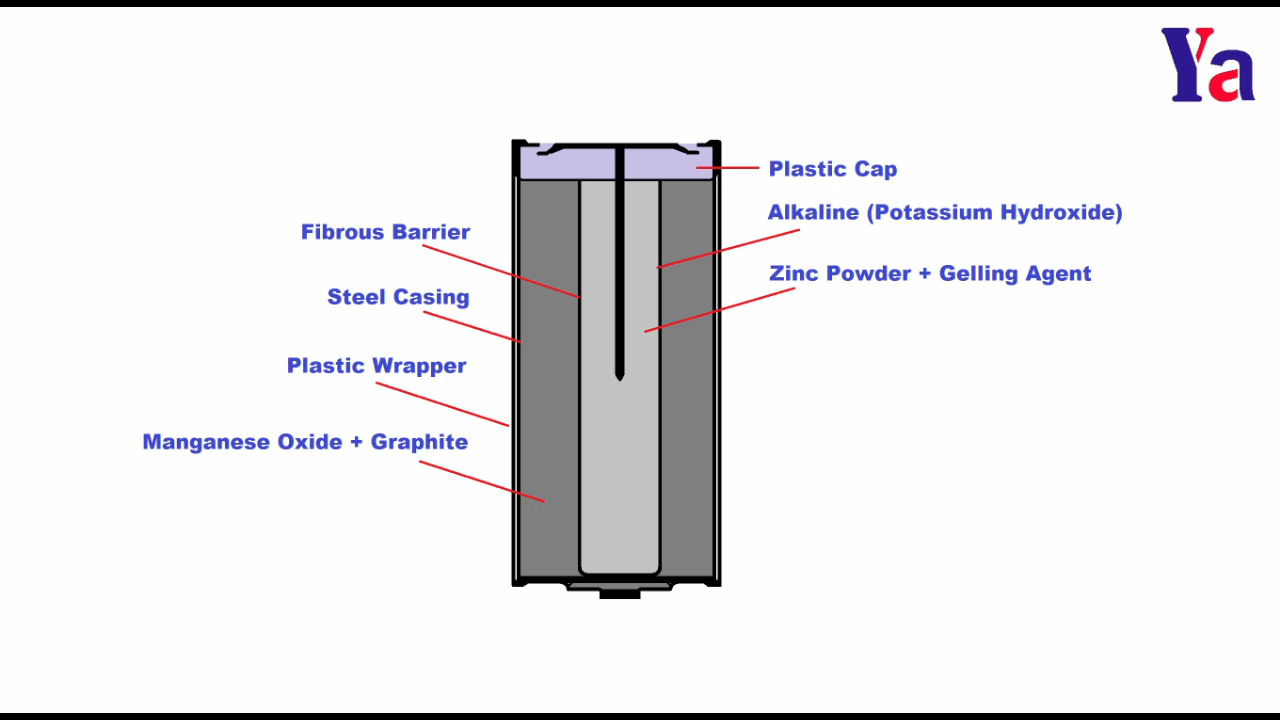 Ya
Plastic Cap
Alkaline (Potassium Hydroxide)
Fibrous Barrier
Zinc Powder + Gelling Agent
Steel Casing
Plastic Wrapper
Manganese Oxide + Graphite